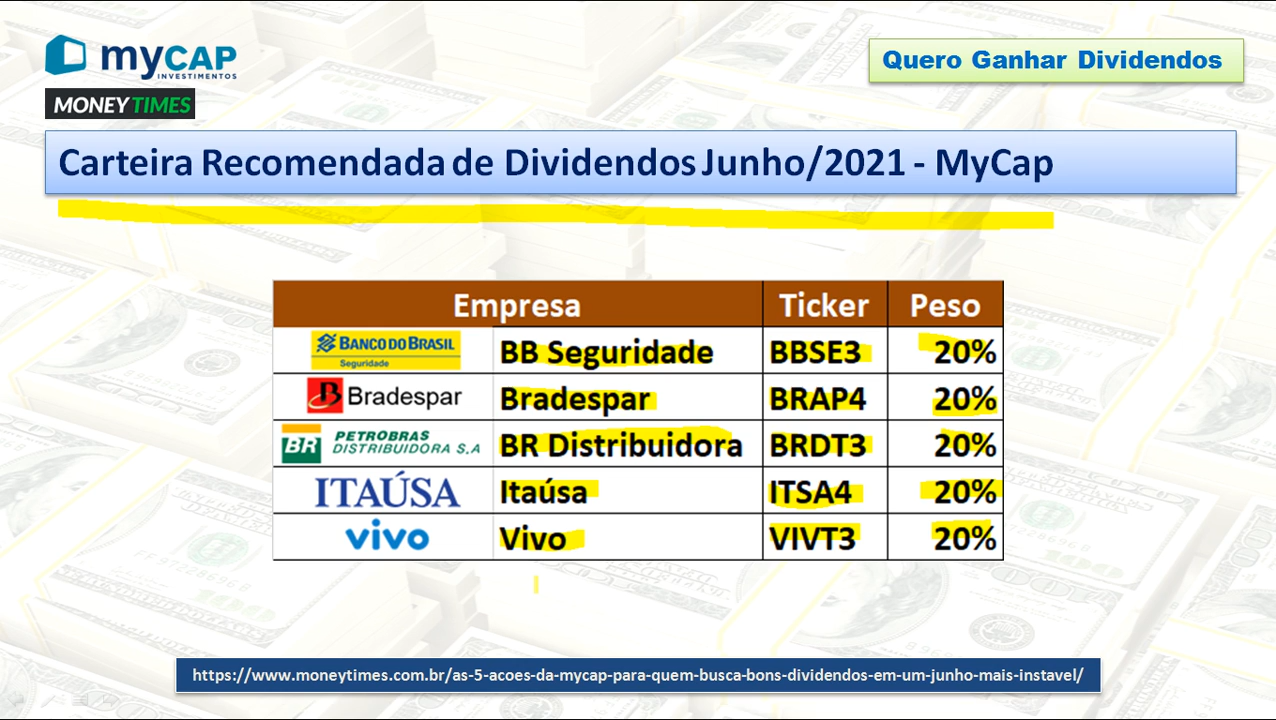 myCAP
INVESTIMENTOS
Quero Ganhar Dividendos
MONEY TIMES
Carteira Recomendada de Dividendos Junho/2021 - MyCap
Empresa Ticker Peso
BANCO DO BRASIL
Seguridade
BB Seguridade BBSE3 20%
Bradespar Bradespar BRAP4 20%
BR PETROBRAS
DISTRIBUIDORA S.A
BR Distribuidora BRDT3 20%
ITAÚSA Itaúsa ITSA4 20%
vivo Vivo VIVT3 20%
https://www.moneytimes.com.br/as-5-acoes-da-mycap-para-quem-busca-bons-dividendos-em-um-junho-mais-instavel/